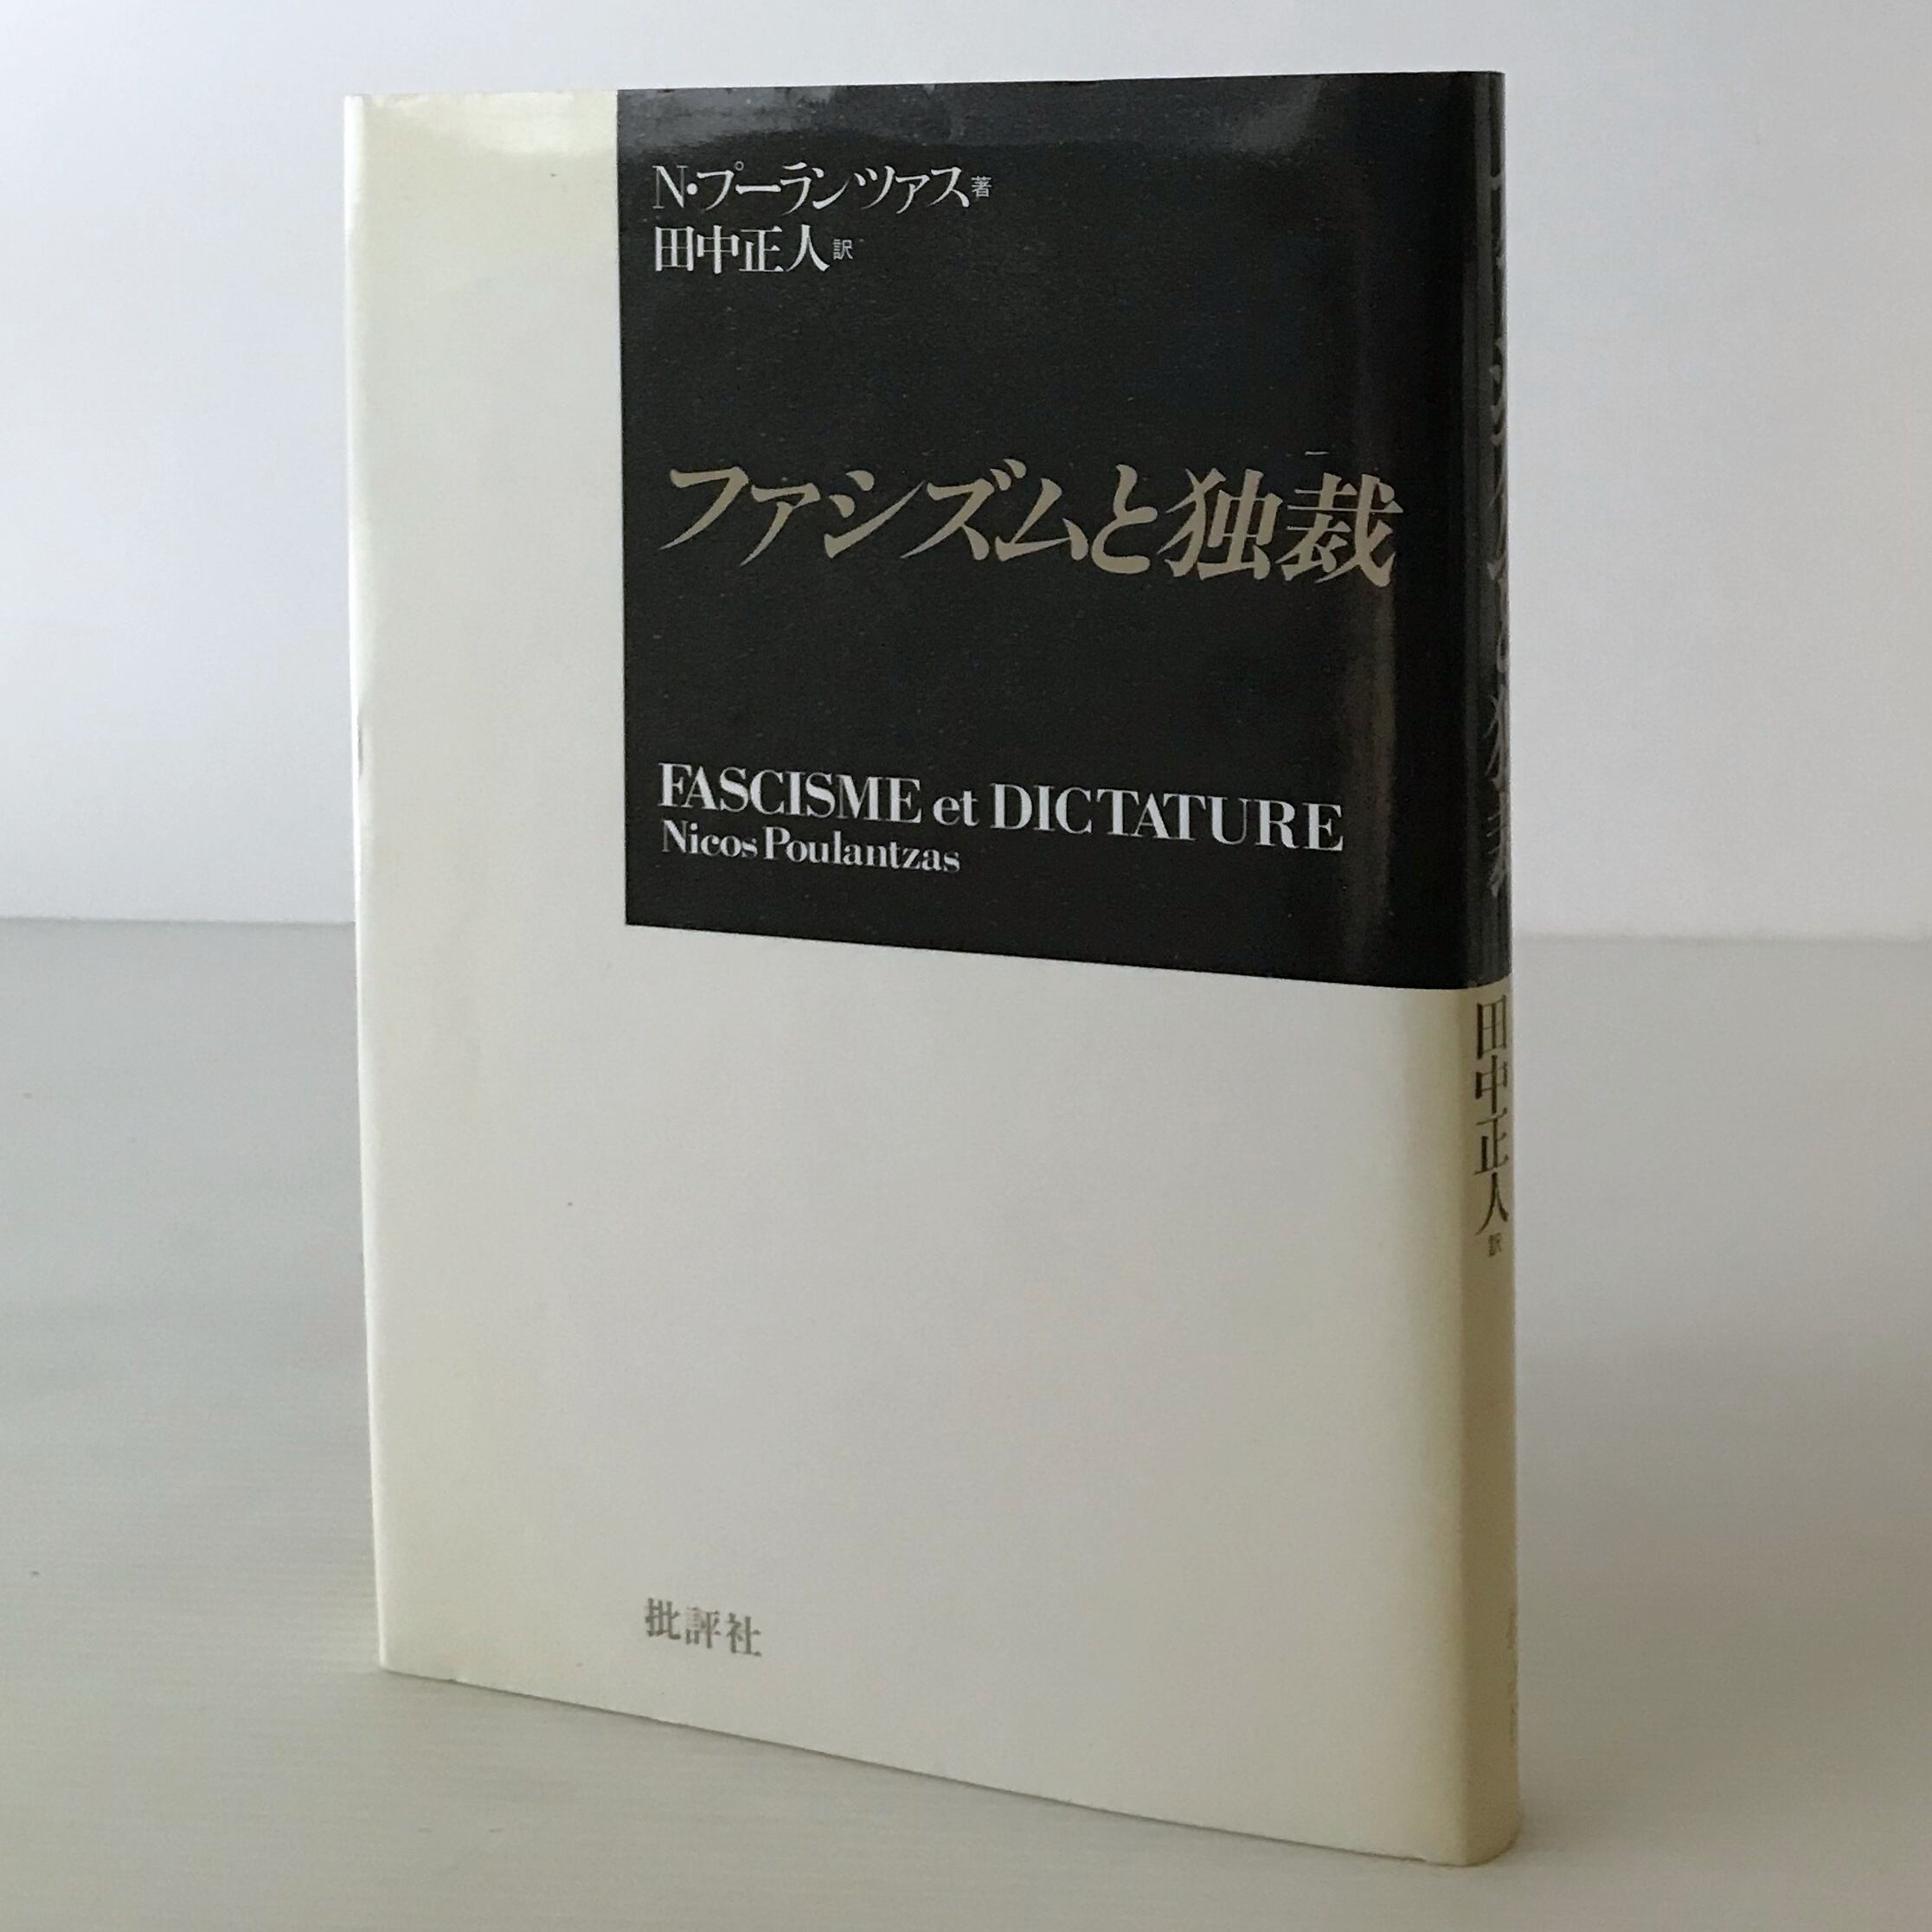 N・プーランツァス著
田中正人訳
ファシズムと独裁
FASCISME et DICTATURE
Nicos Poulantzas
批評社
田中正人訳